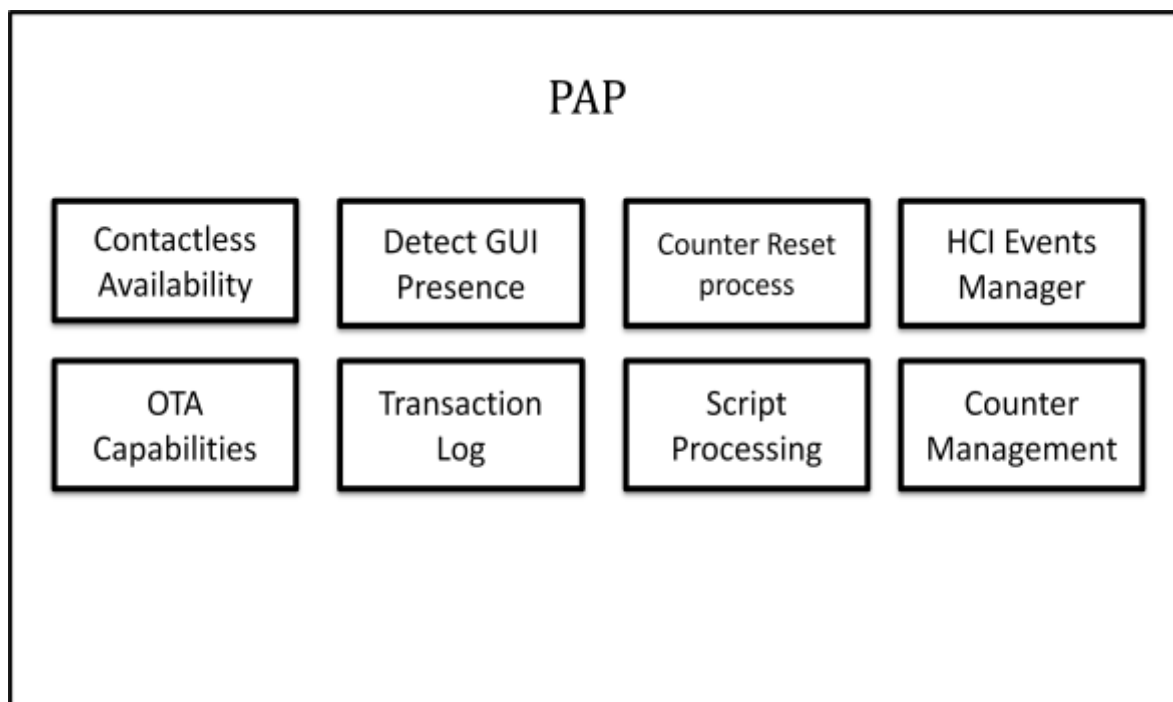 PAP
Contactless
Availability
Detect GUI
Presence
Counter Reset
process
HCI Events
Manager
OTA
Capabilities
Transaction
Log
Script
Processing
Counter
Management